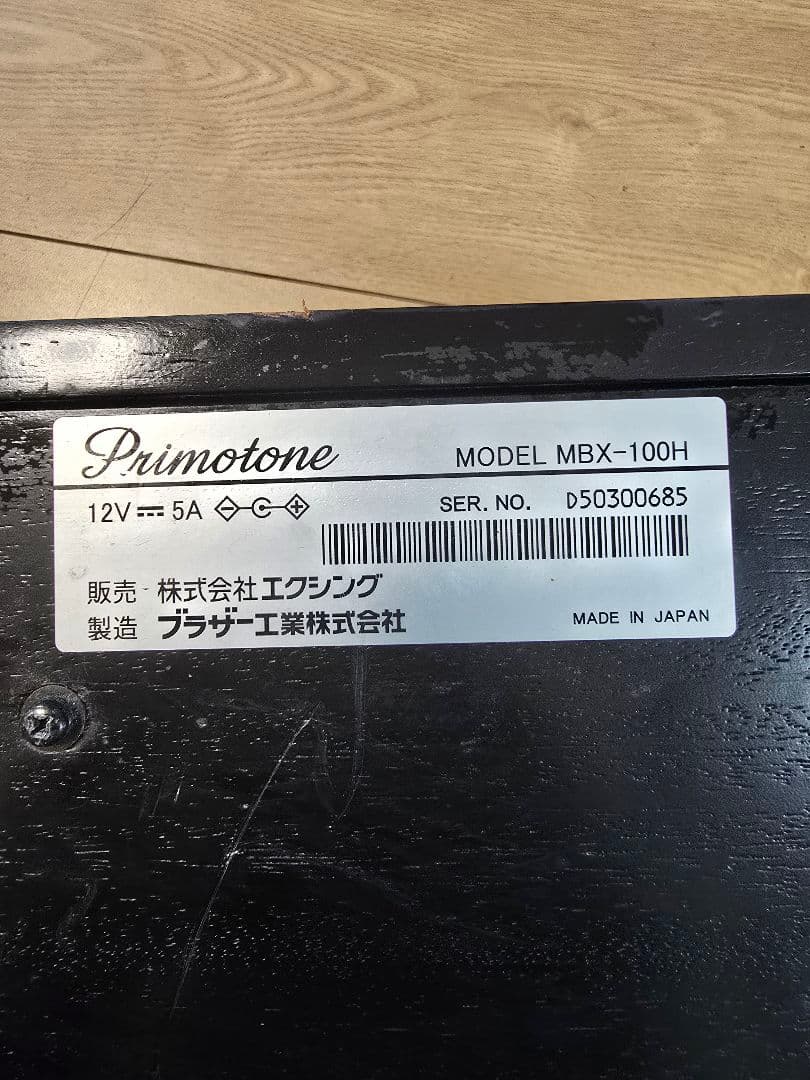 Primotone MODEL MBX-100H
12V 5A SER. NO. D50300685
販売 株式会社エクシング
製造 ブラザー工業株式会社 MADE IN JAPAN